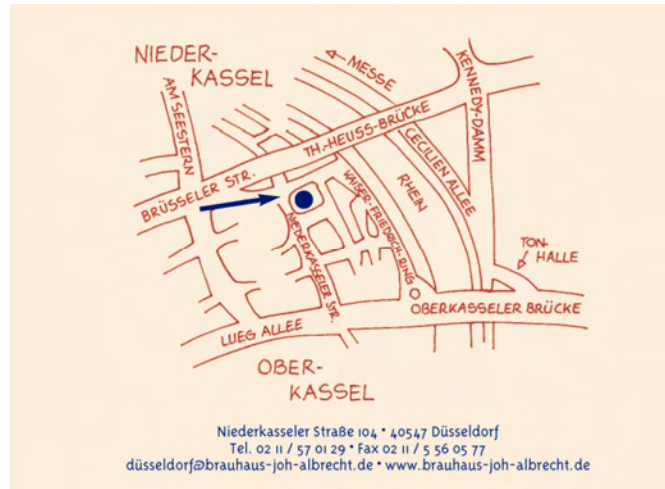 NIEDER-
KASSEL
AM SEESTERN
MESSE
KENNEDY-DAMM
TH.-HEUSS-BRÜCKE
CECILIEN ALLEE
BRÜSSELER STR.
KAISER-FRIEDRICH-RING
RHEIN
NIEDERKASSELER STR.
TON-
HALLE
OBERKASSELER BRÜCKE
LUEG ALLEE
OBER-
KASSEL
Niederkasseler Straße 104 • 40547 Düsseldorf
Tel. 02 11 / 57 01 29 • Fax 02 11 / 5 56 05 77
düsseldorf@brauhaus-joh-albrecht.de • www.brauhaus-joh-albrecht.de